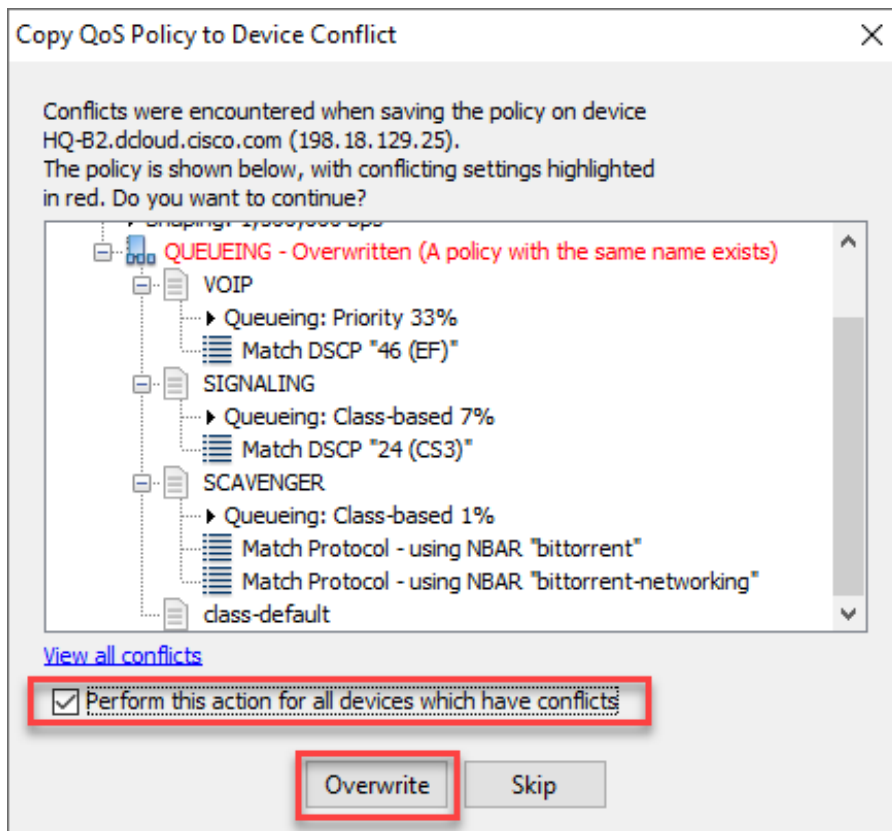 Copy QoS Policy to Device Conflict
Conflicts were encountered when saving the policy on device
HQ-B2.dcloud.cisco.com (198.18.129.25).
The policy is shown below, with conflicting settings highlighted
in red. Do you want to continue?
QUEUEING - Overwritten (A policy with the same name exists)
VOIP
Queueing: Priority 33%
Match DSCP "46 (EF)"
SIGNALING
Queueing: Class-based 7%
Match DSCP "24 (CS3)"
SCAVENGER
Queueing: Class-based 1%
Match Protocol - using NBAR "bittorrent"
Match Protocol - using NBAR "bittorrent-networking"
class-default
View all conflicts
Perform this action for all devices which have conflicts
Overwrite
Skip